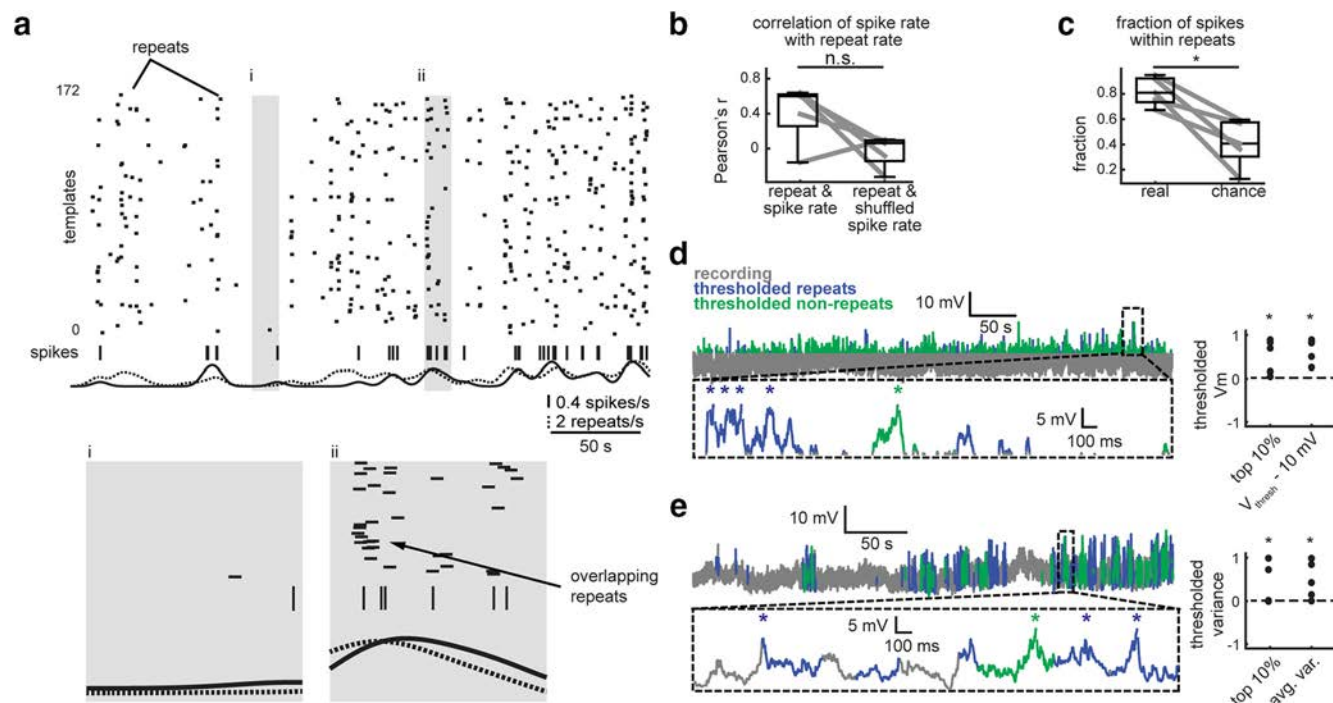 a
repeats
i
ii
172
templates
0
spikes
0.4 spikes/s
2 repeats/s
50 s
i
ii
overlapping
repeats
b
correlation of spike rate
with repeat rate
n.s.
0.8
0.4
0
Pearson's r
repeat &
spike rate
repeat &
shuffled
spike rate
c
fraction of spikes
within repeats
*
0.8
0.6
0.4
0.2
fraction
real
chance
d
recording
thresholded repeats
thresholded non-repeats
10 mV
50 s
* * * * *
5 mV
100 ms
* *
1
0
-1
thresholded
Vm
top 10%
Vthresh - 10 mV
e
10 mV
50 s
* * * *
5 mV
100 ms
* *
1
0
-1
thresholded
variance
top 10%
avg. var.